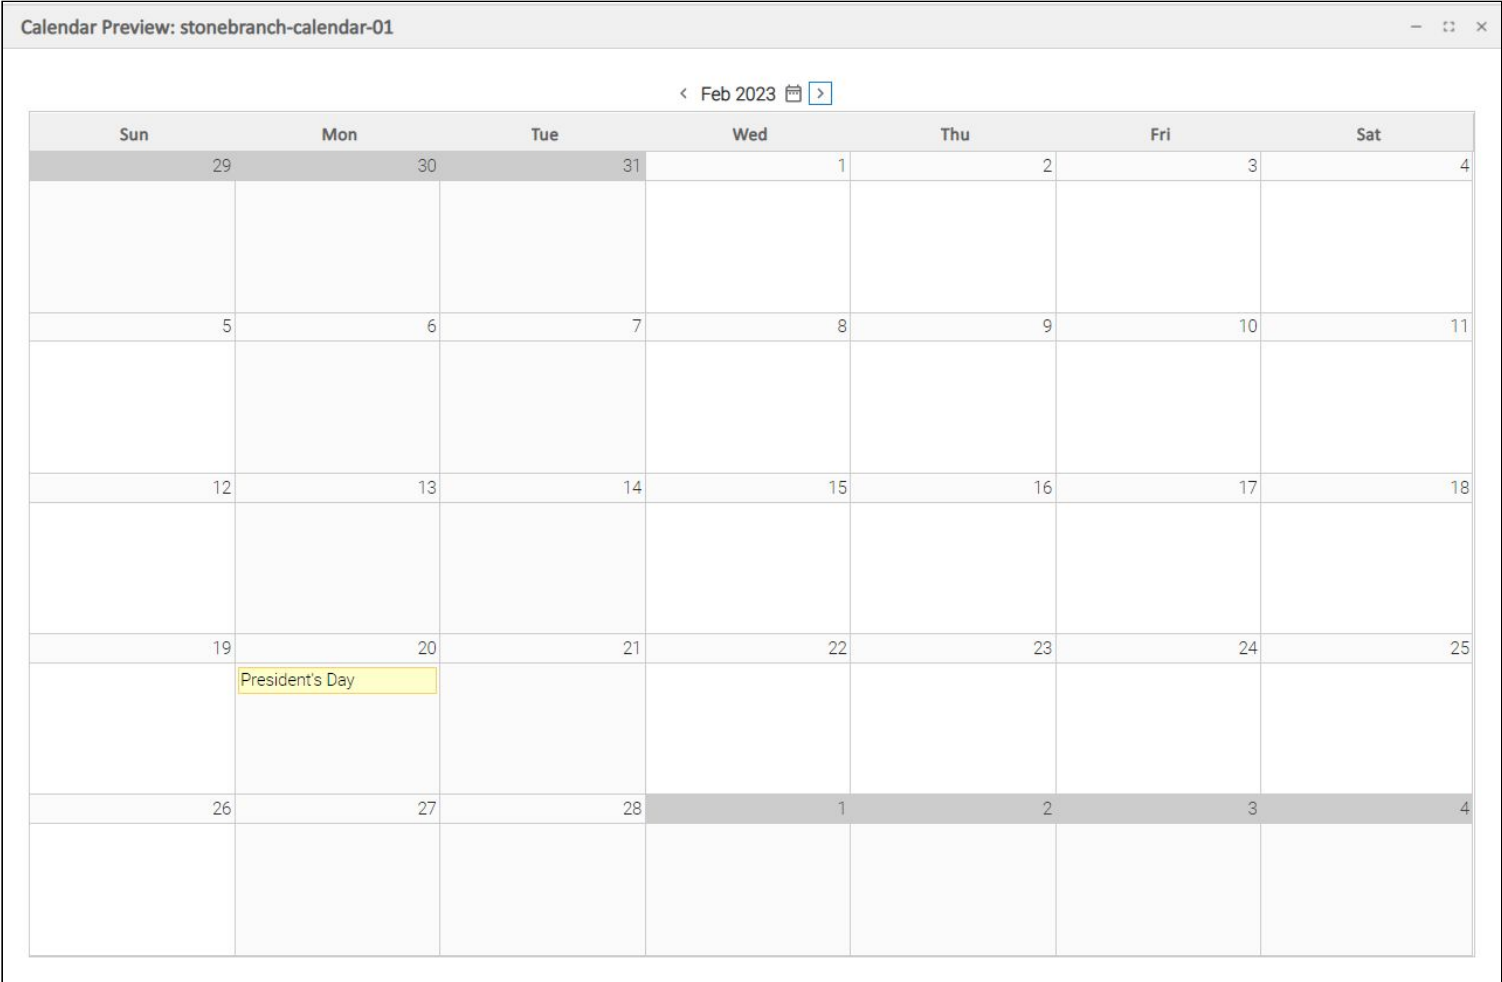 Calendar Preview: stonebranch-calendar-01
Feb 2023
Sun Mon Tue Wed Thu Fri Sat
29 30 31 1 2 3 4
5 6 7 8 9 10 11
12 13 14 15 16 17 18
19 20 21 22 23 24 25
President's Day
26 27 28 1 2 3 4